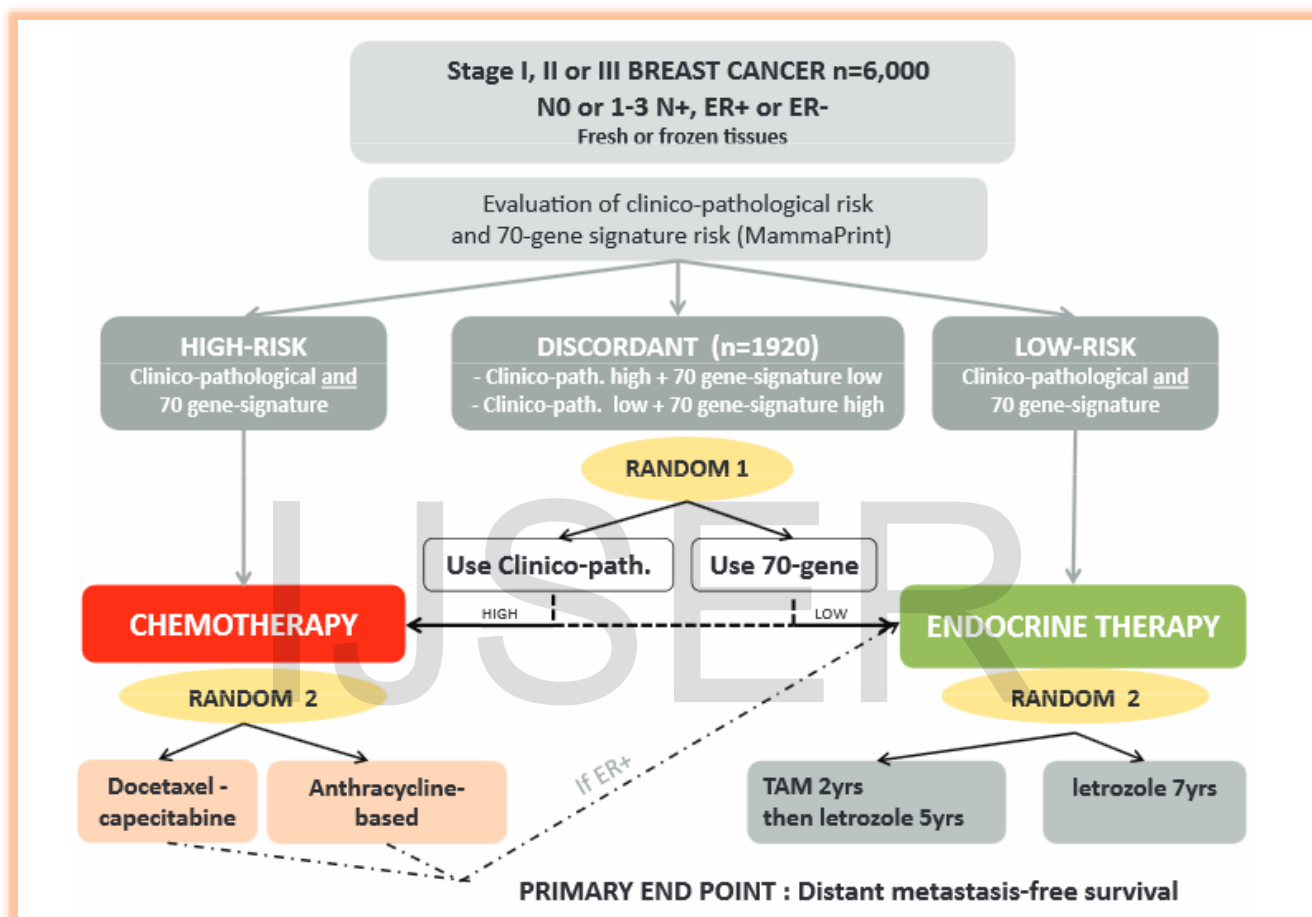 Stage I, II or III BREAST CANCER n=6,000
N0 or 1-3 N+, ER+ or ER-
Fresh or frozen tissues
Evaluation of clinico-pathological risk
and 70-gene signature risk (MammaPrint)
HIGH-RISK
Clinico-pathological and
70 gene-signature
DISCORDANT (n=1920)
- Clinico-path. high + 70 gene-signature low
- Clinico-path. low + 70 gene-signature high
LOW-RISK
Clinico-pathological and
70 gene-signature
RANDOM 1
Use Clinico-path.
Use 70-gene
HIGH
LOW
CHEMOTHERAPY
ENDOCRINE THERAPY
IJSER
RANDOM 2
RANDOM 2
Docetaxel -
capecitabine
Anthracycline-
based
If ER+
TAM 2yrs
then letrozole 5yrs
letrozole 7yrs
PRIMARY END POINT : Distant metastasis-free survival